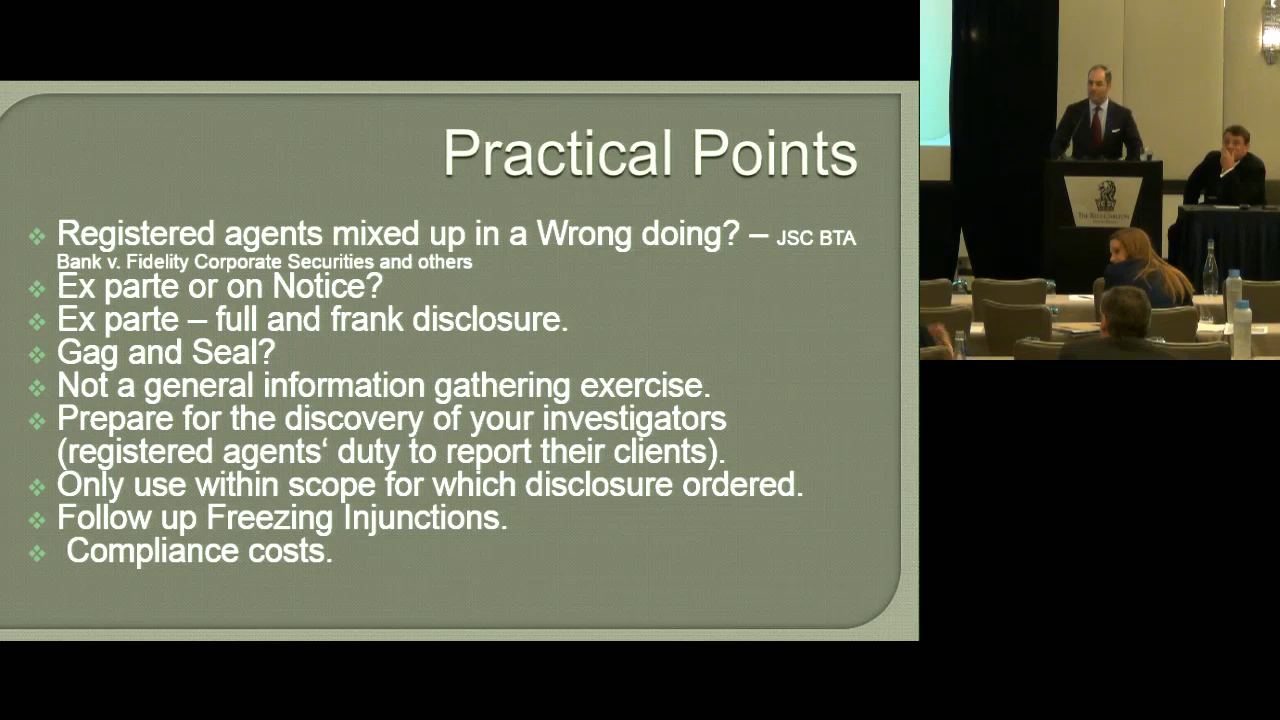 Practical Points
Registered agents mixed up in a Wrong doing? – JSC BTA
Bank v. Fidelity Corporate Securities and others
Ex parte or on Notice?
Ex parte – full and frank disclosure.
Gag and Seal?
Not a general information gathering exercise.
Prepare for the discovery of your investigators
(registered agents‘ duty to report their clients).
Only use within scope for which disclosure ordered.
Follow up Freezing Injunctions.
Compliance costs.
THE RITZ-CARLTON